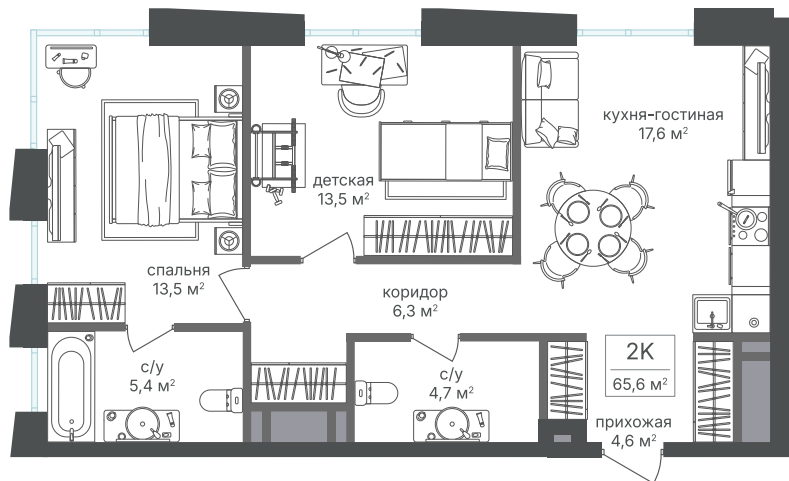 кухня-гостиная
17,6 м²
детская
13,5 м²
спальня
13,5 м²
коридор
6,3 м²
2К
65,6 м²
с/у
5,4 м²
с/у
4,7 м²
прихожая
4,6 м²